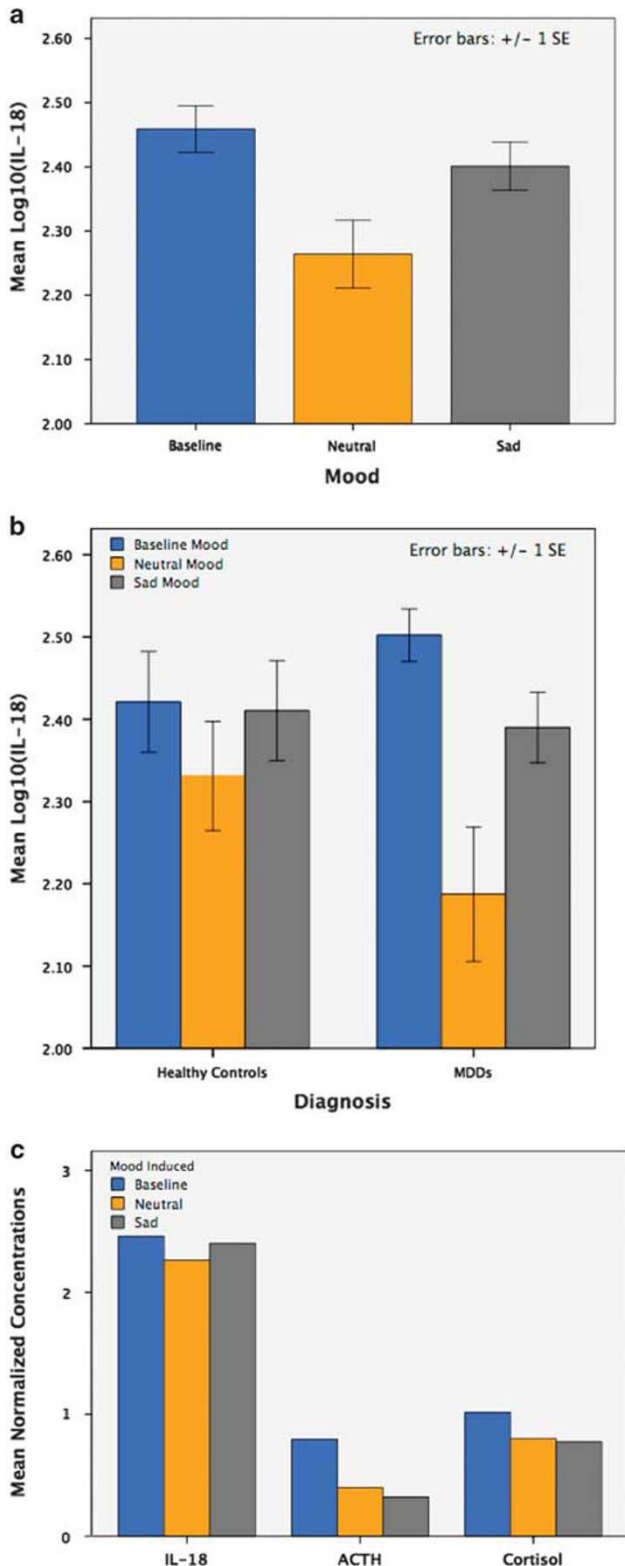 a
Error bars: +/- 1 SE
Mean Log10(IL-18)
2.60
2.50
2.40
2.30
2.20
2.10
2.00
Baseline Neutral Sad
Mood
b
Baseline Mood
Neutral Mood
Sad Mood
Error bars: +/- 1 SE
Mean Log10(IL-18)
2.60
2.50
2.40
2.30
2.20
2.10
2.00
Healthy Controls MDDs
Diagnosis
c
Mood Induced
Baseline
Neutral
Sad
Mean Normalized Concentrations
3
2
1
0
IL-18 ACTH Cortisol